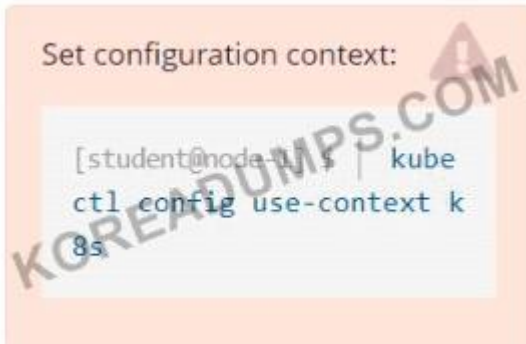 Set configuration context:
[student@node-1] $ | kube
ctl config use-context k
8s
KOREADUMPS.COM